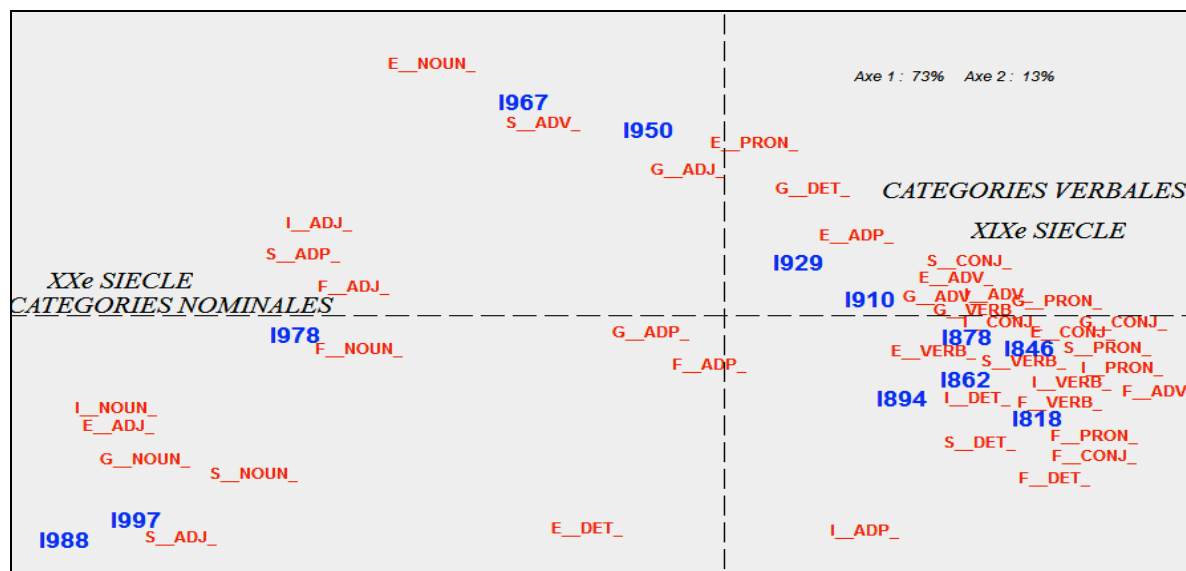 E__NOUN_
Axe 1 : 73% Axe 2 : 13%
I967
S__ADV_
I950
E__PRON_
G__ADJ_
G__DET_
CATEGORIES VERBALES
XIXe SIECLE
I__ADJ_
S__ADP_
E__ADP_
I929
S__CONJ_
E__ADV_
XXe SIECLE
F__ADJ_
CATEGORIES NOMINALES
I910
G__ADV_
I__ADV_
G__PRON_
G__VERB_
I__CONJ_
G__CONJ_
I978
G__ADP_
E__CONJ_
I878
I846
F__NOUN_
E__VERB_
S__PRON_
S__VERB_
F__ADP_
I__PRON_
I862
I__VERB_
F__ADV_
I894
I__DET_
F__VERB_
I__NOUN_
I818
E__ADJ_
F__PRON_
S__DET_
G__NOUN_
F__CONJ_
S__NOUN_
F__DET_
I997
E__DET_
I__ADP_
S__ADJ_
I988